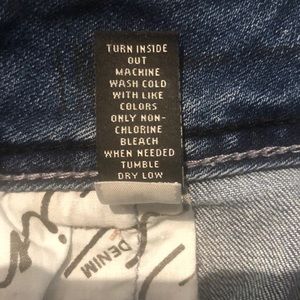 TURN INSIDE
OUT
MACHINE
WASH COLD
WITH LIKE
COLORS
ONLY NON-
CHLORINE
BLEACH
WHEN NEEDED
TUMBLE
DRY LOW
DENIM